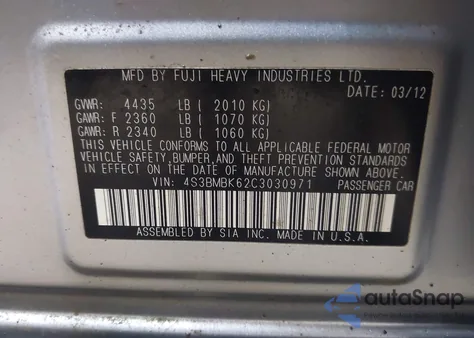 MFD BY FUJI HEAVY INDUSTRIES LTD.
DATE: 03/12
GVWR: 4435 LB ( 2010 KG)
GAWR: F 2360 LB ( 1070 KG)
GAWR: R 2340 LB ( 1060 KG)
THIS VEHICLE CONFORMS TO ALL APPLICABLE FEDERAL MOTOR
VEHICLE SAFETY,BUMPER,AND THEFT PREVENTION STANDARDS
IN EFFECT ON THE DATE OF MANUFACTURE SHOWN ABOVE.
VIN: 4S3BMBK62C3030971 PASSENGER CAR
ASSEMBLED BY SIA INC. MADE IN U.S.A.
autoSnap